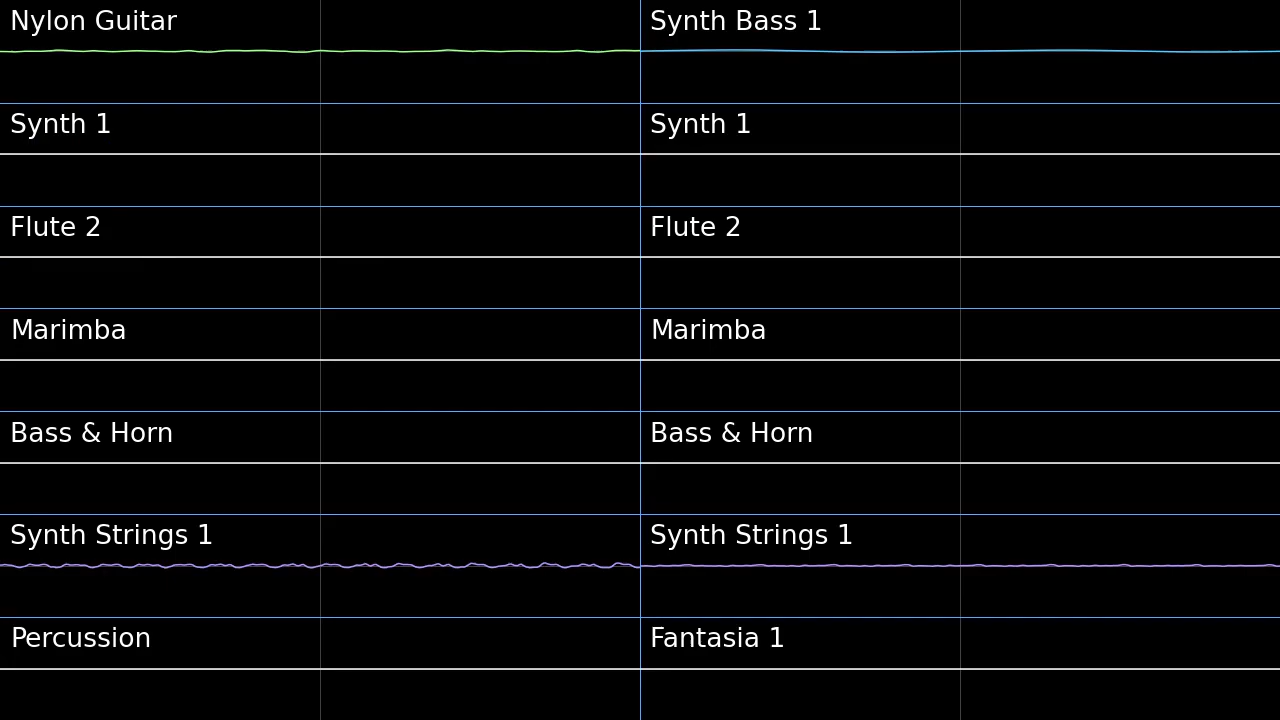 Nylon Guitar
Synth Bass 1
Synth 1
Synth 1
Flute 2
Flute 2
Marimba
Marimba
Bass & Horn
Bass & Horn
Synth Strings 1
Synth Strings 1
Percussion
Fantasia 1